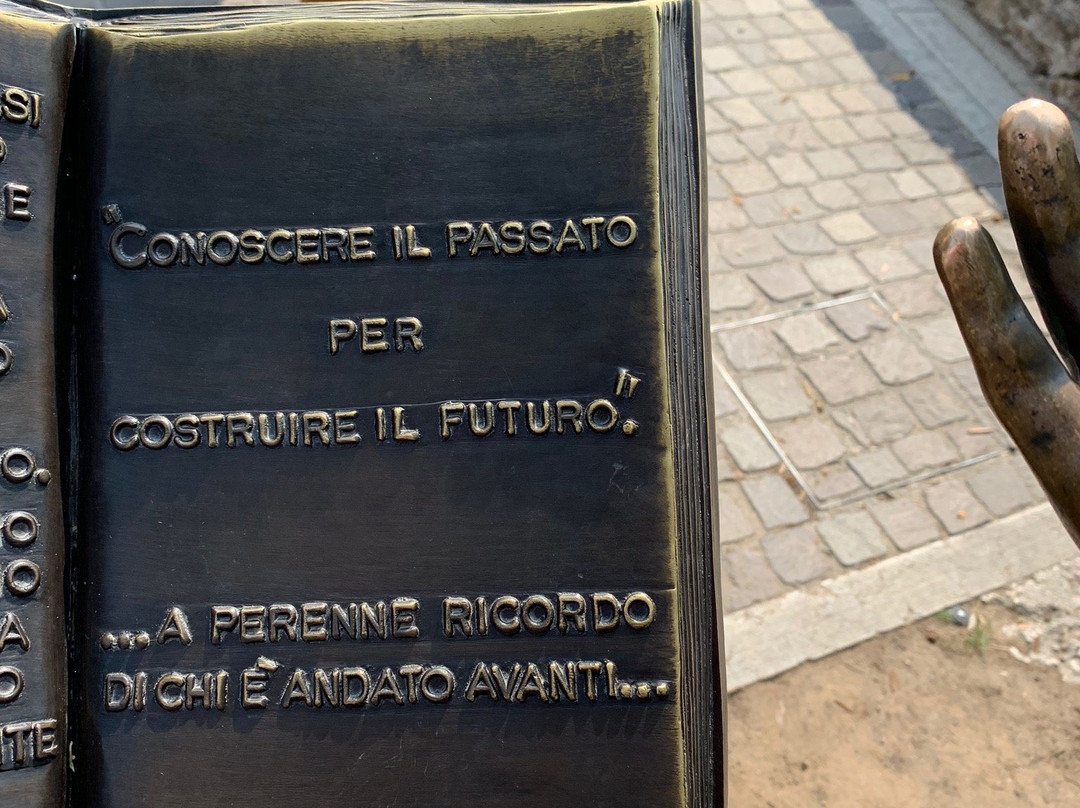 "CONOSCERE IL PASSATO
PER
COSTRUIRE IL FUTURO".
...A PERENNE RICORDO
DI CHI È ANDATO AVANTI....